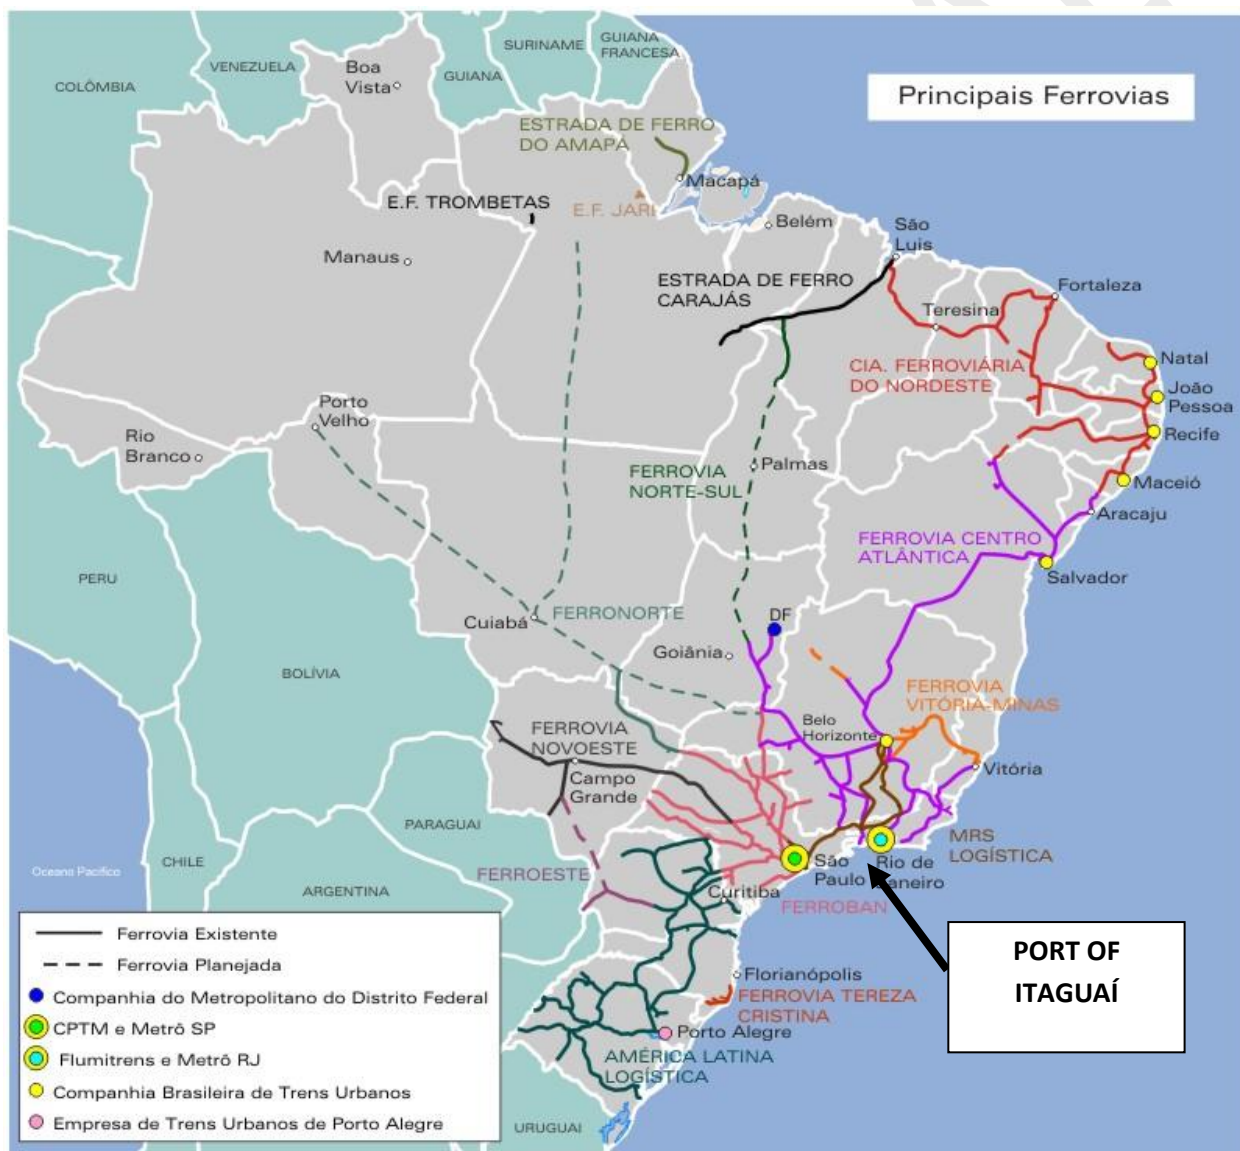 Principais Ferrovias
COLÔMBIA
VENEZUELA
GUIANA
SURINAME
GUIANA
FRANCESA
Boa
Vista
ESTRADA DE FERRO
DO AMAPÁ
Macapá
E.F. TROMBETAS
E.F. JARI
Belém
São
Luis
Manaus
ESTRADA DE FERRO
CARAJÁS
Fortaleza
Teresina
CIA. FERROVIÁRIA
DO NORDESTE
Natal
João
Pessoa
Recife
Maceió
Aracaju
Porto
Velho
Rio
Branco
FERROVIA
NORTE-SUL
Palmas
FERROVIA CENTRO
ATLÂNTICA
Salvador
PERU
BOLÍVIA
Cuiabá
FERRONORTE
DF
Goiânia
FERROVIA
VITÓRIA-MINAS
Belo
Horizonte
Vitória
FERROVIA
NOVOESTE
Campo
Grande
PARAGUAI
CHILE
ARGENTINA
Oceano Pacífico
FERROESTE
MRS
LOGÍSTICA
São
Paulo
Rio de
Janeiro
Curitiba
FERROBAN
PORT OF
ITAGUAÍ
Florianópolis
FERROVIA TEREZA
CRISTINA
Porto Alegre
AMÉRICA LATINA
LOGÍSTICA
URUGUAI
Ferrovia Existente
Ferrovia Planejada
Companhia do Metropolitano do Distrito Federal
CPTM e Metrô SP
Flumitrens e Metrô RJ
Companhia Brasileira de Trens Urbanos
Empresa de Trens Urbanos de Porto Alegre